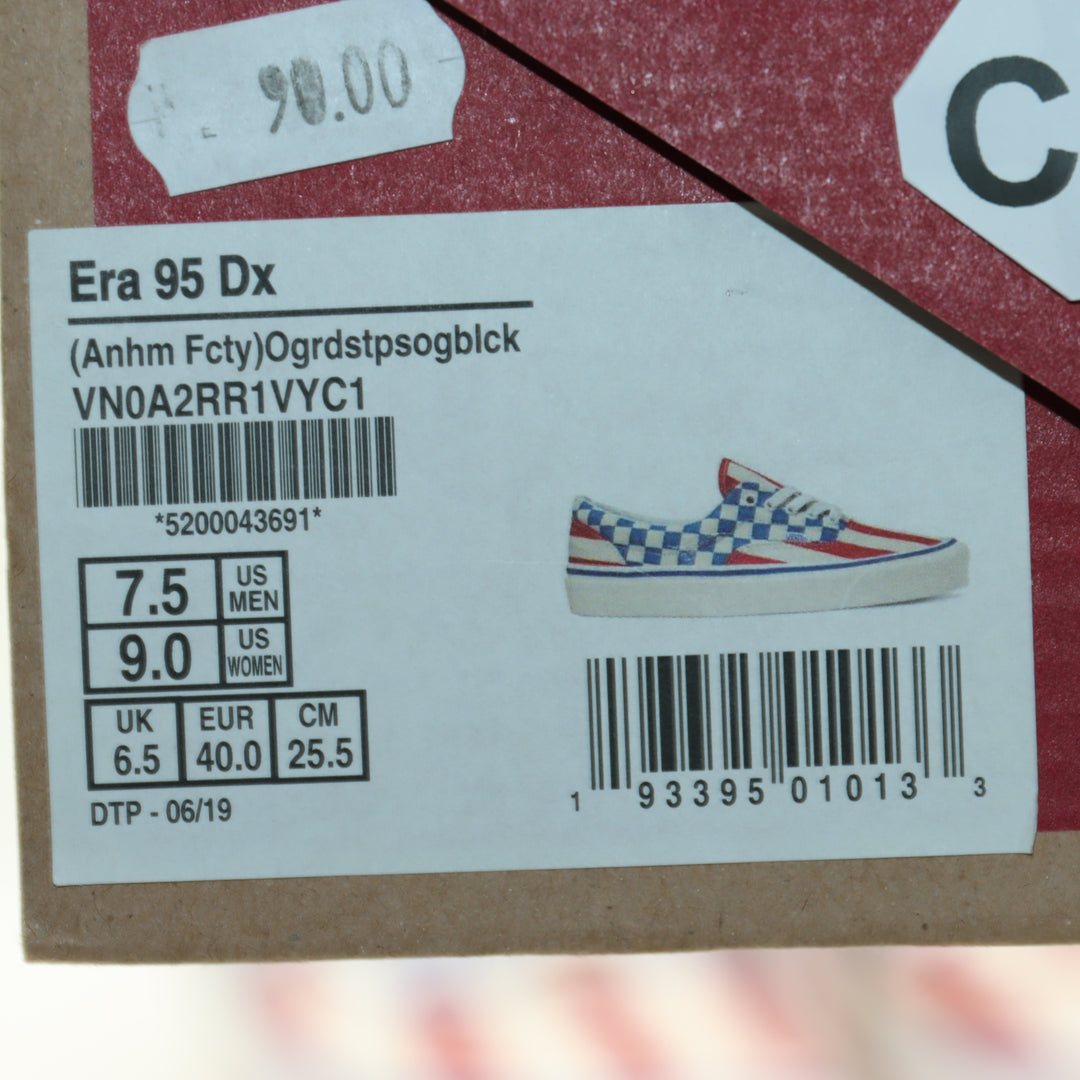 90.00
C
Era 95 Dx
(Anhm Fcty)Ogrdstpsogblck
VN0A2RR1VYC1
*5200043691*
7.5 US MEN
9.0 US WOMEN
UK EUR CM
6.5 40.0 25.5
DTP - 06/19
1 93395 01013 3